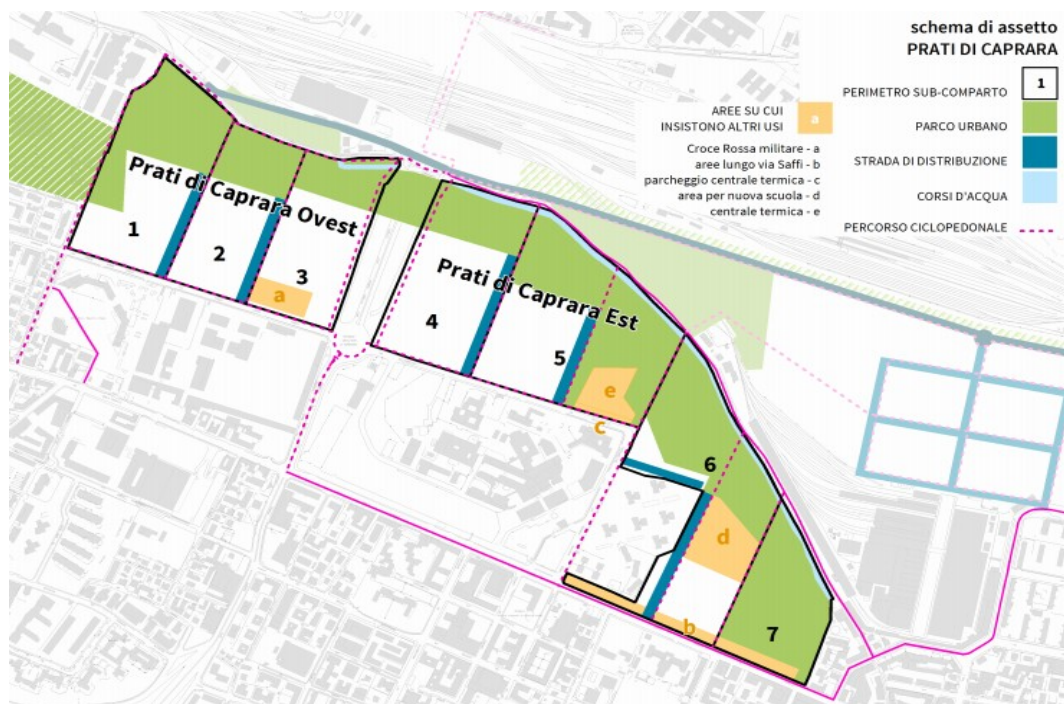 schema di assetto
PRATI DI CAPRARA
PERIMETRO SUB-COMPARTO
1
AREE SU CUI
INSISTONO ALTRI USI
a
PARCO URBANO
Croce Rossa militare - a
aree lungo via Saffi - b
parcheggio centrale termica - c
area per nuova scuola - d
centrale termica - e
STRADA DI DISTRIBUZIONE
CORSI D'ACQUA
PERCORSO CICLOPEDONALE
Prati di Caprara Ovest
1
2
3
a
Prati di Caprara Est
4
5
e
c
6
d
b
7